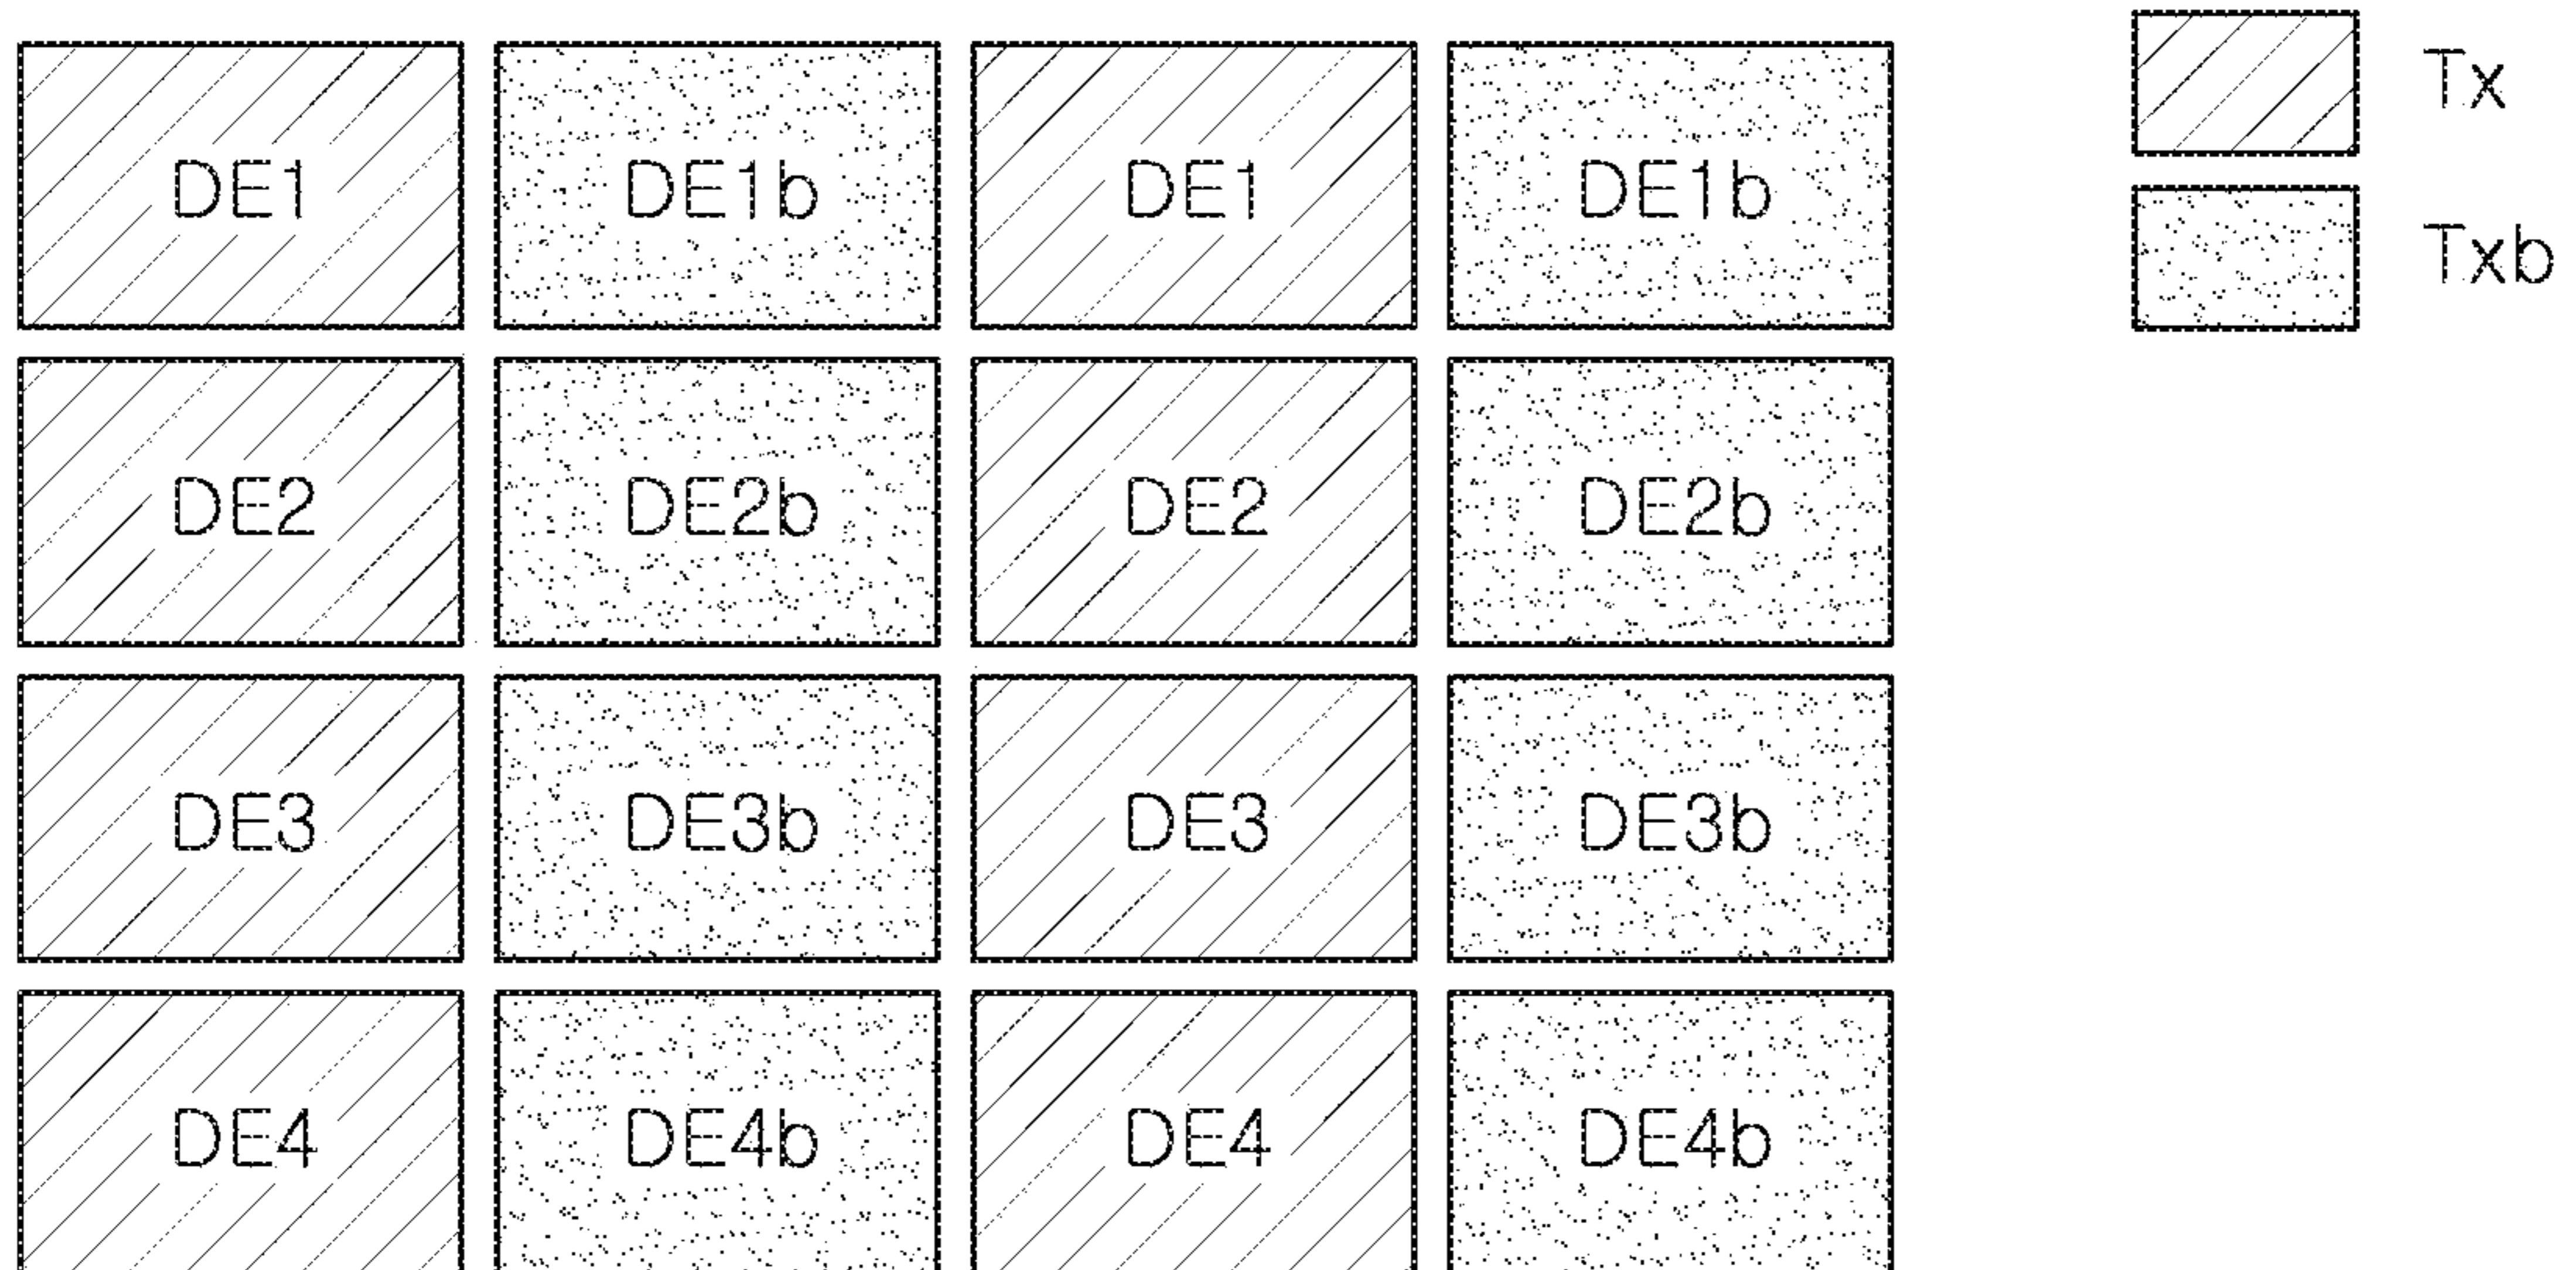 DE1 DE1b DE1 DE1b Tx
Txb
DE2 DE2b DE2 DE2b
DE3 DE3b DE3 DE3b
DE4 DE4b DE4 DE4b